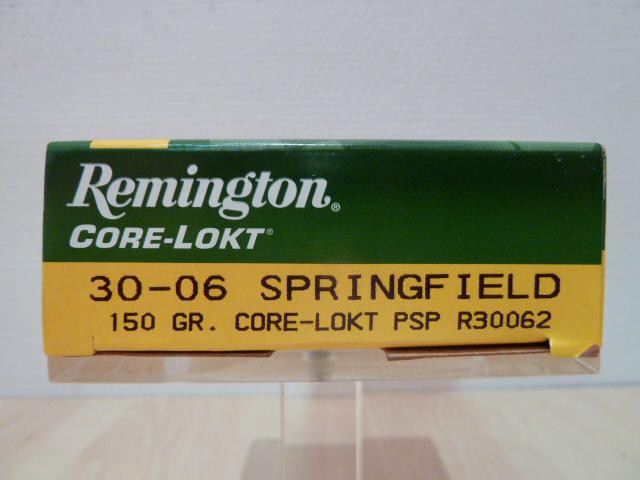 Remington®
CORE-LOKT®
30-06 SPRINGFIELD
150 GR. CORE-LOKT PSP R30062